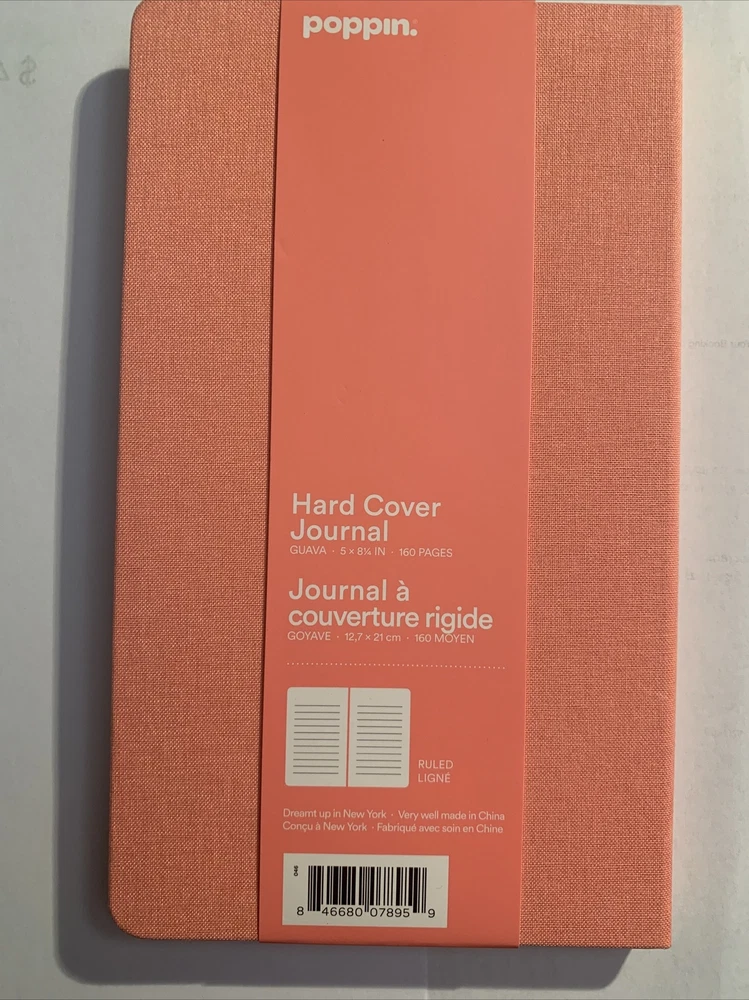 poppin.
Hard Cover
Journal
GUAVA · 5 × 8¼ IN · 160 PAGES
Journal à
couverture rigide
GOYAVE · 12,7 × 21 cm · 160 MOYEN
RULED
LIGNÉ
Dreamt up in New York · Very well made in China
Conçu à New York · Fabriqué avec soin en Chine
046
8 46680 07895 9